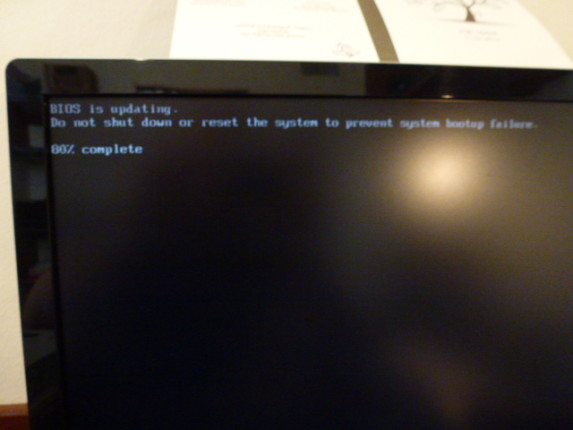 BIOS is updating.
Do not shut down or reset the system to prevent system bootup failure.
80% complete